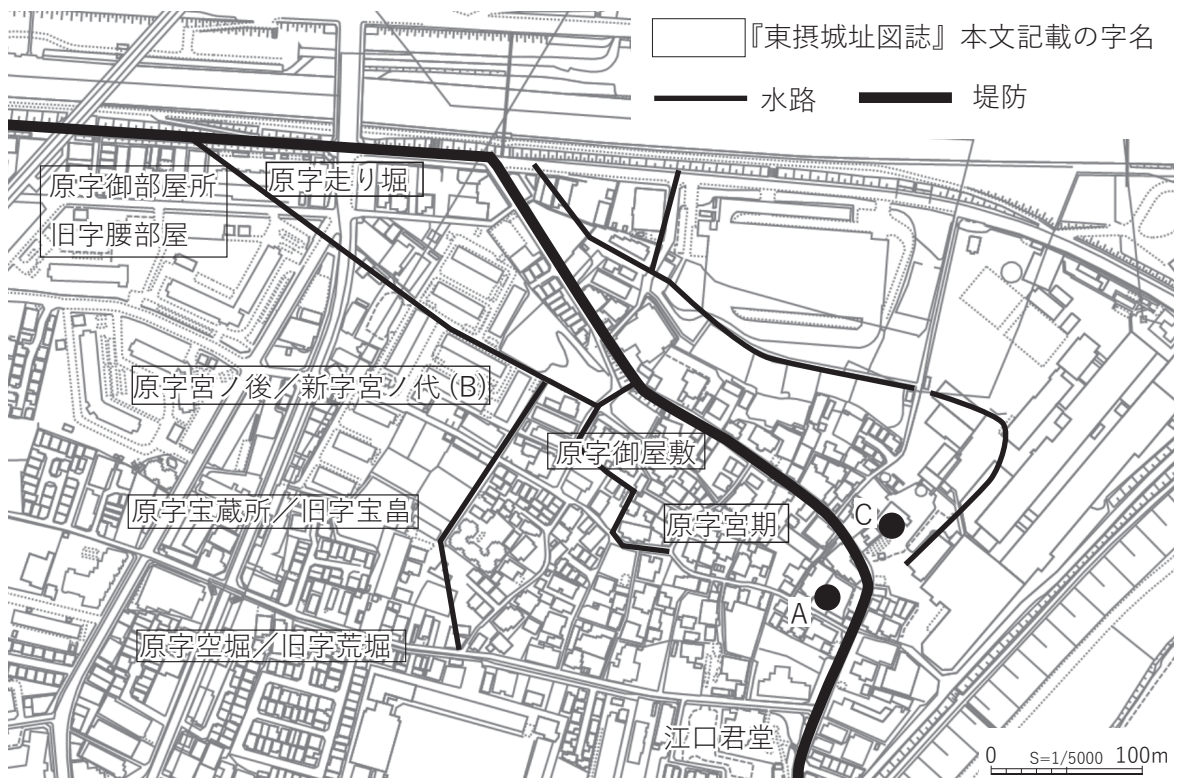 『東摂城址図誌』本文記載の字名
水路
堤防
原字御部屋所
旧字腰部屋
原字走り堀
原字宮ノ後／新字宮ノ代 (B)
原字御屋敷
原字宝蔵所／旧字宝畠
原字宮期
C
A
原字空堀／旧字荒堀
江口君堂
0 S=1/5000 100m